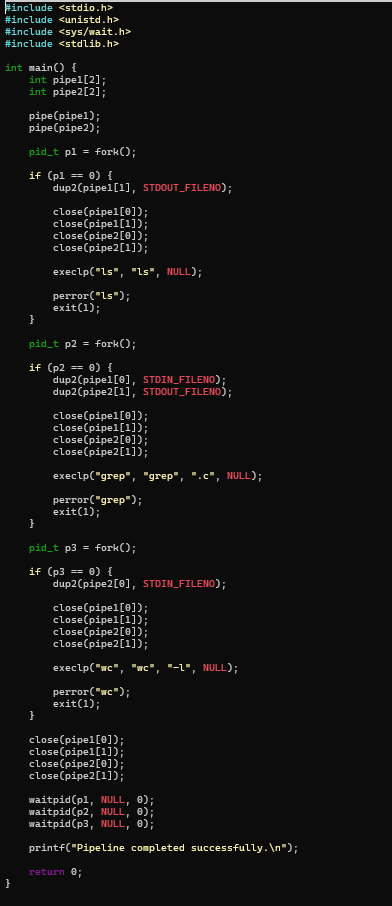 #include <stdio.h>
#include <unistd.h>
#include <sys/wait.h>
#include <stdlib.h>

int main() {
    int pipe1[2];
    int pipe2[2];

    pipe(pipe1);
    pipe(pipe2);

    pid_t p1 = fork();

    if (p1 == 0) {
        dup2(pipe1[1], STDOUT_FILENO);

        close(pipe1[0]);
        close(pipe1[1]);
        close(pipe2[0]);
        close(pipe2[1]);

        execlp("ls", "ls", NULL);

        perror("ls");
        exit(1);
    }

    pid_t p2 = fork();

    if (p2 == 0) {
        dup2(pipe1[0], STDIN_FILENO);
        dup2(pipe2[1], STDOUT_FILENO);

        close(pipe1[0]);
        close(pipe1[1]);
        close(pipe2[0]);
        close(pipe2[1]);

        execlp("grep", "grep", ".c", NULL);

        perror("grep");
        exit(1);
    }

    pid_t p3 = fork();

    if (p3 == 0) {
        dup2(pipe2[0], STDIN_FILENO);

        close(pipe1[0]);
        close(pipe1[1]);
        close(pipe2[0]);
        close(pipe2[1]);

        execlp("wc", "wc", "-l", NULL);

        perror("wc");
        exit(1);
    }

    close(pipe1[0]);
    close(pipe1[1]);
    close(pipe2[0]);
    close(pipe2[1]);

    waitpid(p1, NULL, 0);
    waitpid(p2, NULL, 0);
    waitpid(p3, NULL, 0);

    printf("Pipeline completed successfully.\n");

    return 0;
}